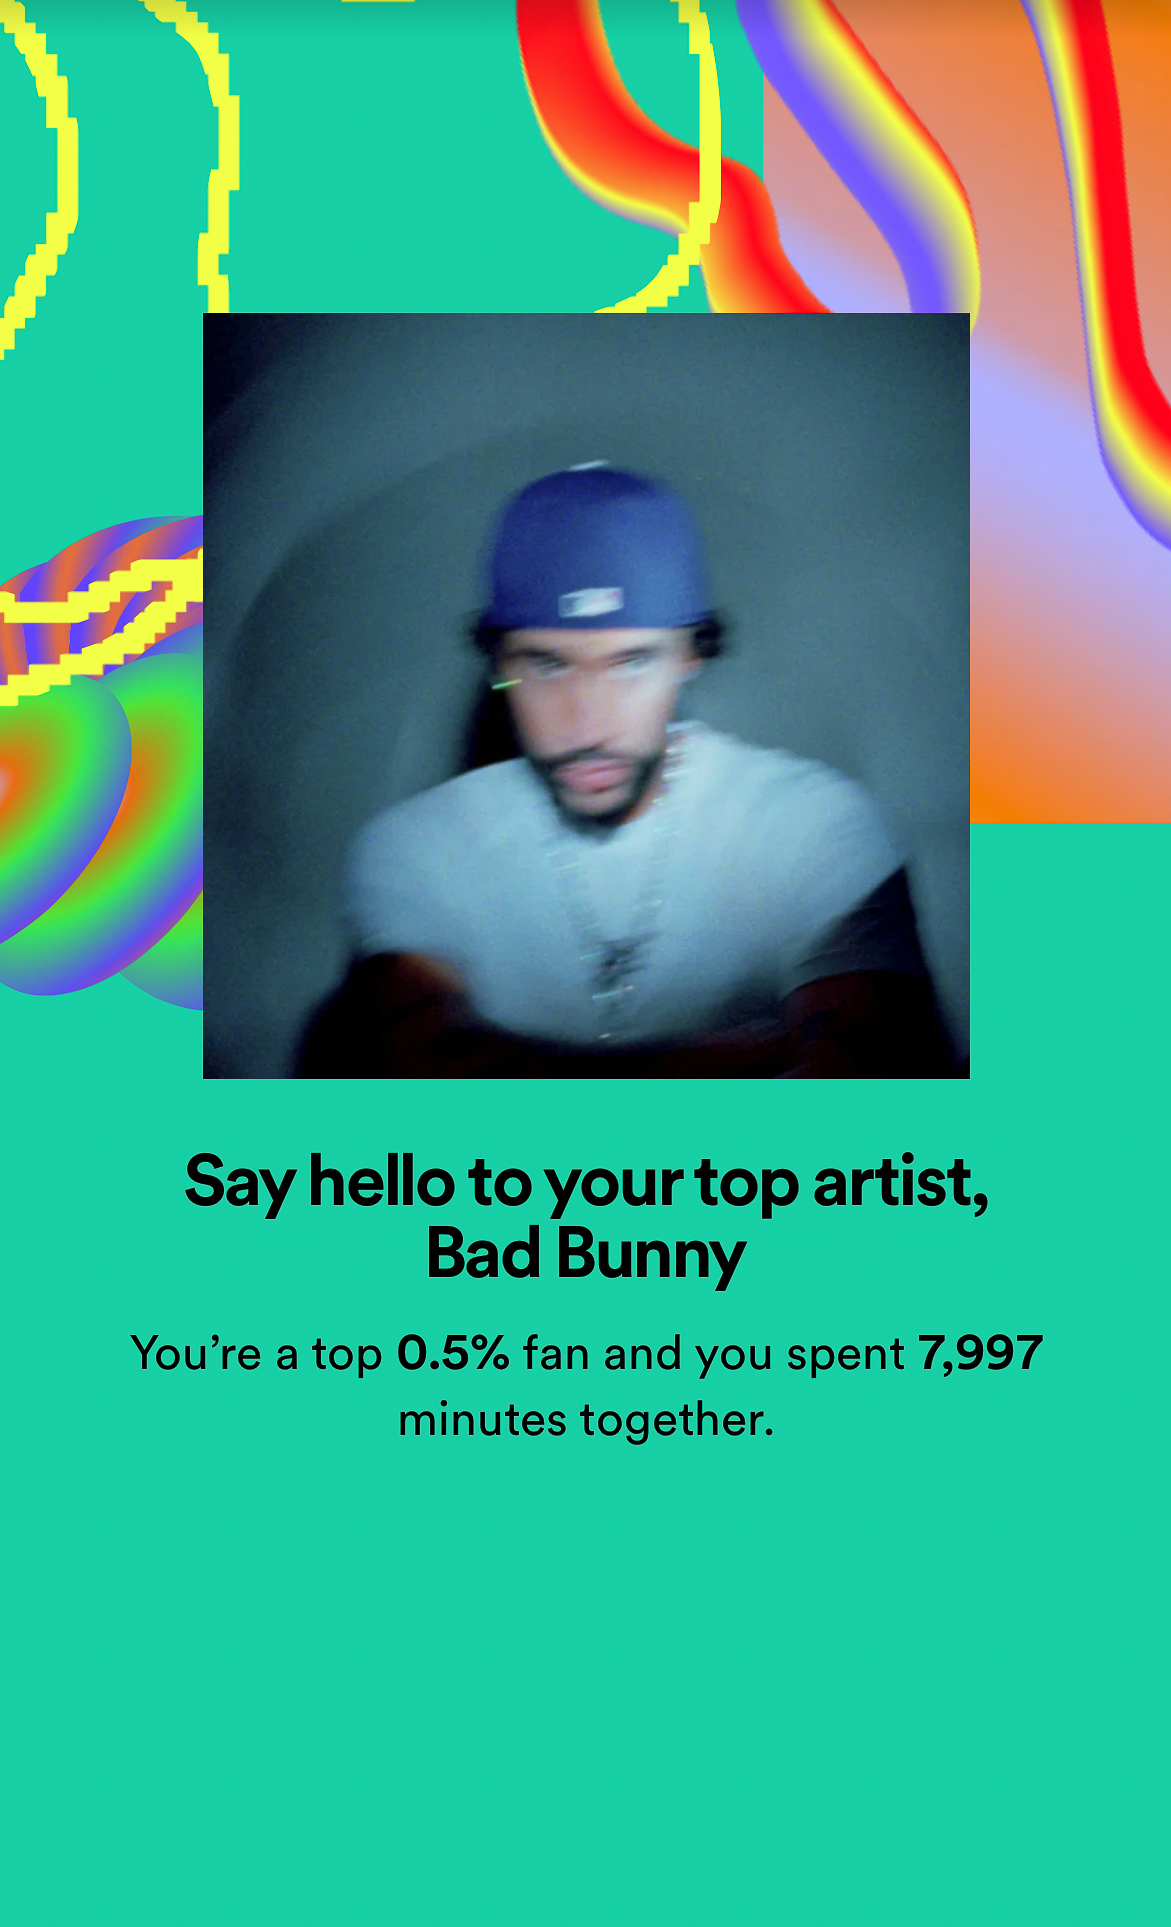 Say hello to your top artist,
Bad Bunny
You’re a top 0.5% fan and you spent 7,997
minutes together.